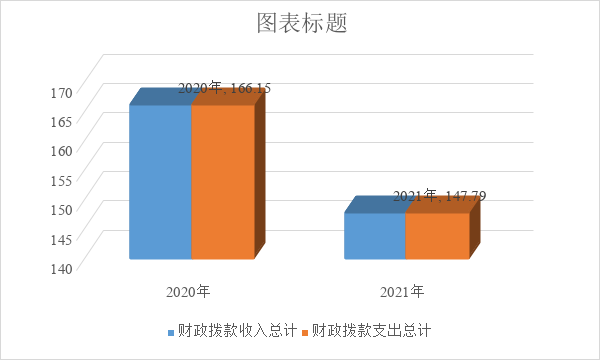 图表标题
170
165
160
155
150
145
140
2020年, 166.15
2021年, 147.79
2020年
2021年
财政拨款收入总计
财政拨款支出总计